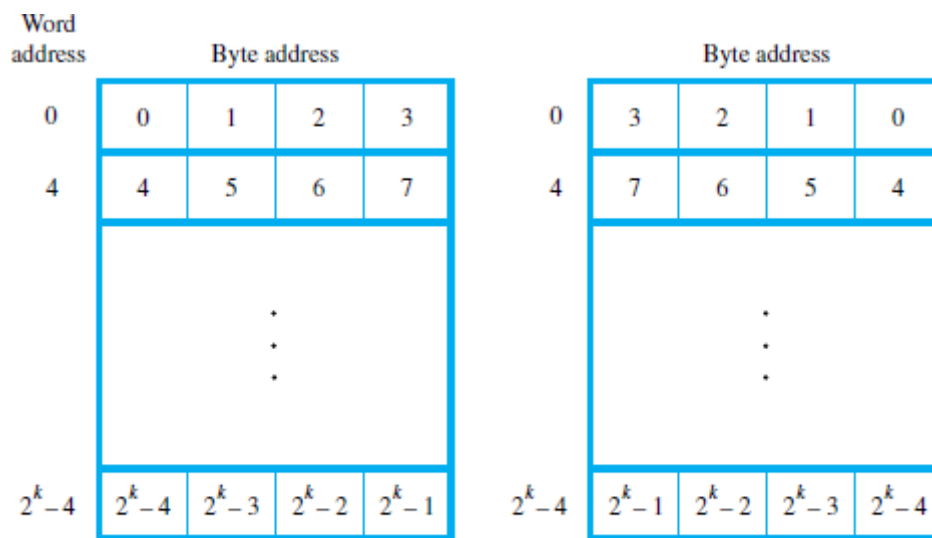 Word
address Byte address Byte address
0 0 1 2 3 0 3 2 1 0
4 4 5 6 7 4 7 6 5 4
2^k–4 2^k–4 2^k–3 2^k–2 2^k–1 2^k–4 2^k–1 2^k–2 2^k–3 2^k–4